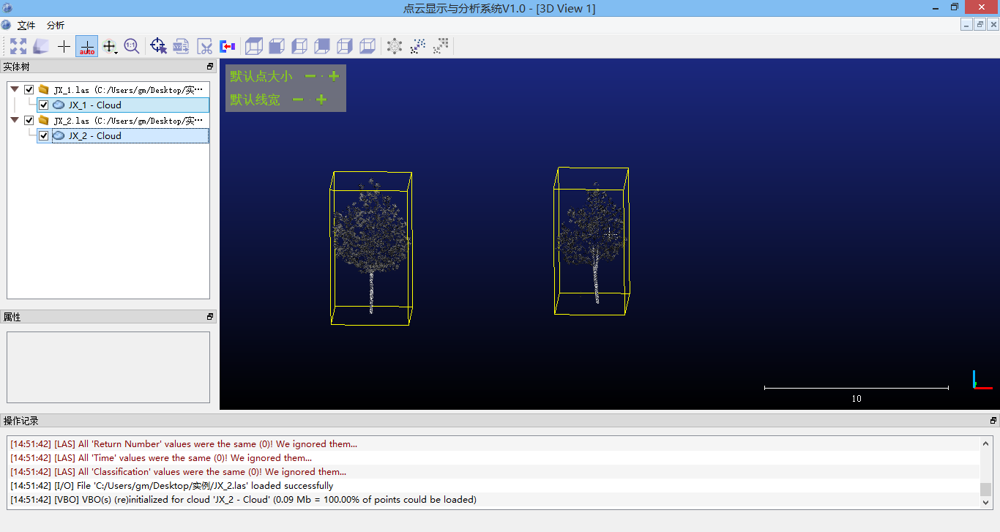 点云显示与分析系统V1.0 - [3D View 1]
文件 分析
auto
1:1
XYZ
实体树
JX_1.las (C:/Users/gm/Desktop/实…
JX_1 - Cloud
JX_2.las (C:/Users/gm/Desktop/实…
JX_2 - Cloud
属性
默认点大小
默认线宽
10
操作记录
[14:51:42] [LAS] All 'Return Number' values were the same (0)! We ignored them...
[14:51:42] [LAS] All 'Time' values were the same (0)! We ignored them...
[14:51:42] [LAS] All 'Classification' values were the same (0)! We ignored them...
[14:51:42] [I/O] File 'C:/Users/gm/Desktop/实例/JX_2.las' loaded successfully
[14:51:42] [VBO] VBO(s) (re)initialized for cloud 'JX_2 - Cloud' (0.09 Mb = 100.00% of points could be loaded)